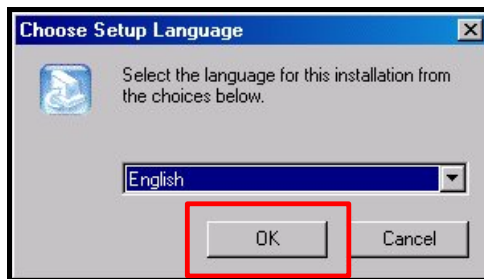 Choose Setup Language
Select the language for this installation from
the choices below.
English
OK
Cancel